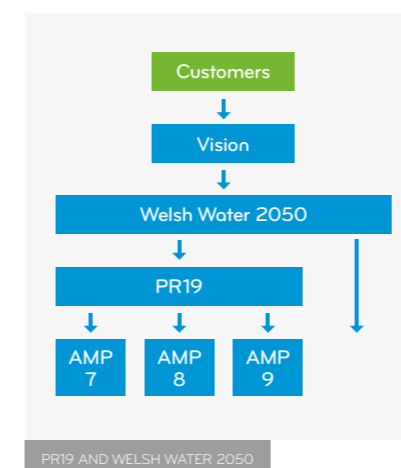 Customers
Vision
Welsh Water 2050
PR19
AMP
7
AMP
8
AMP
9
PR19 AND WELSH WATER 2050